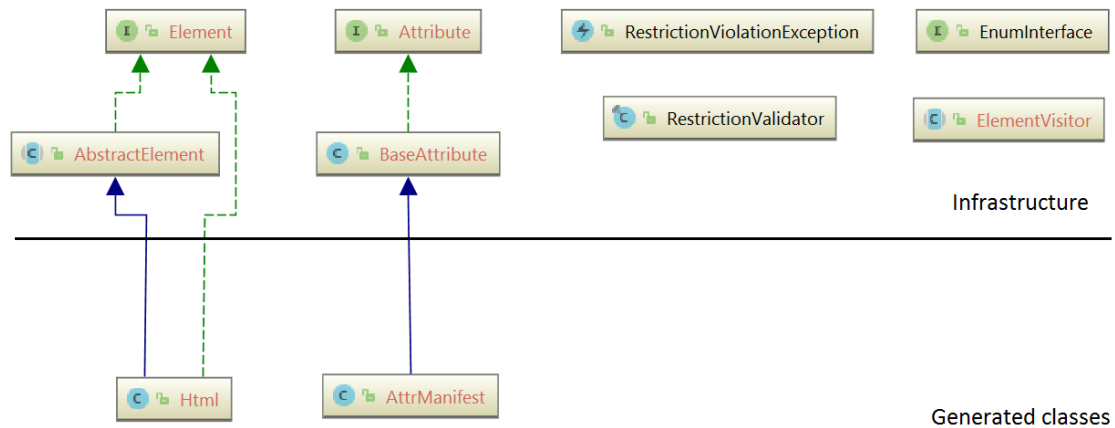 I Element
I Attribute
RestrictionViolationException
I EnumInterface
C RestrictionValidator
C ElementVisitor
C AbstractElement
C BaseAttribute
Infrastructure
C Html
C AttrManifest
Generated classes